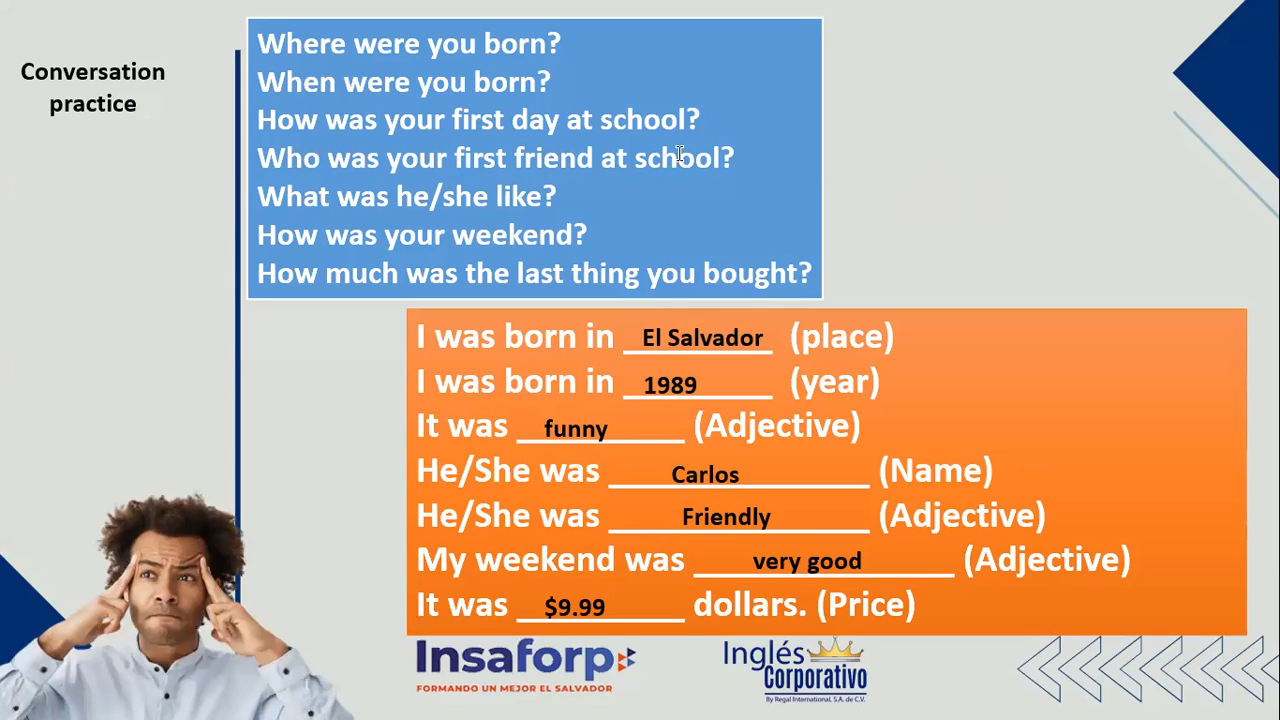 Conversation
practice
Where were you born?
When were you born?
How was your first day at school?
Who was your first friend at school?
What was he/she like?
How was your weekend?
How much was the last thing you bought?
I was born in El Salvador (place)
I was born in 1989 (year)
It was funny (Adjective)
He/She was Carlos (Name)
He/She was Friendly (Adjective)
My weekend was very good (Adjective)
It was $9.99 dollars. (Price)
Insaforp
FORMANDO UN MEJOR EL SALVADOR
Inglés
Corporativo
By Regal International, S.A. de C.V.